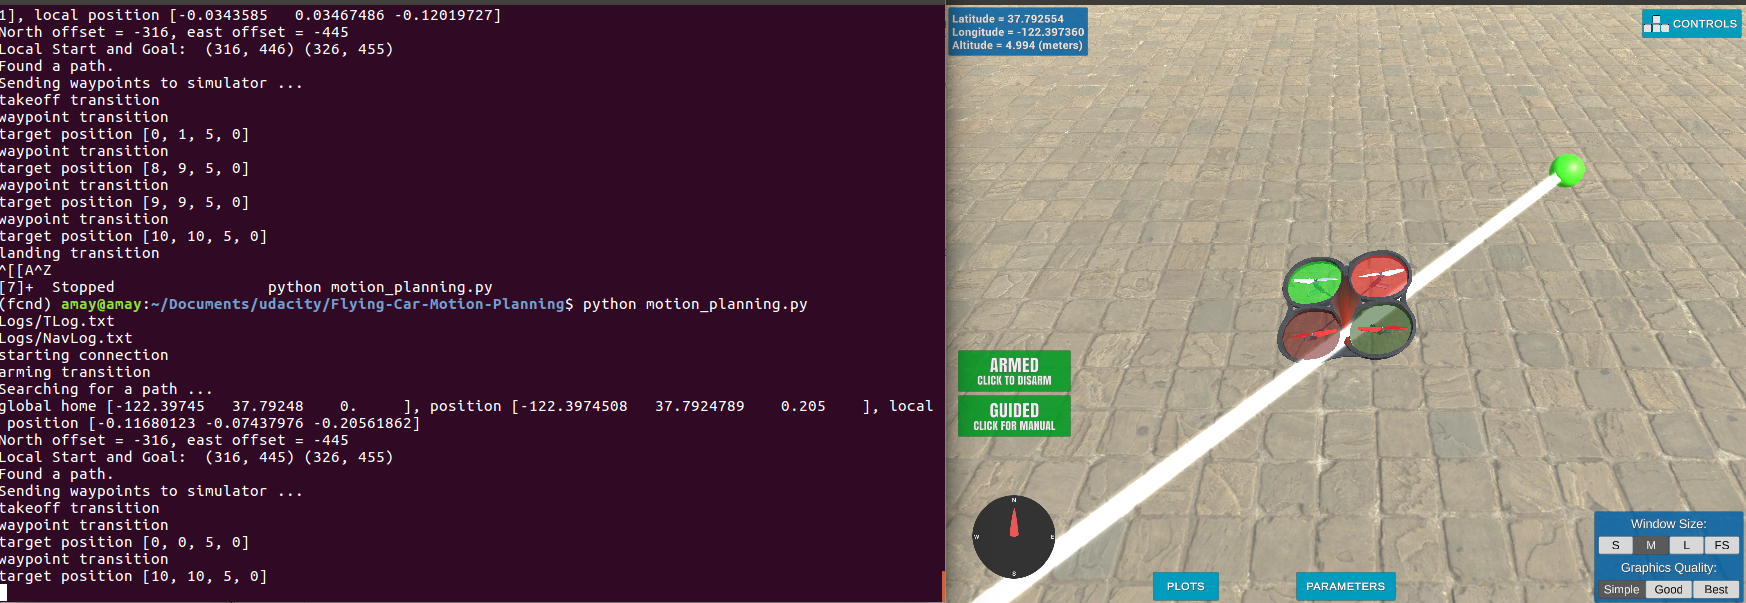 1], local position [-0.0343585   0.03467486 -0.12019727]
North offset = -316, east offset = -445
Local Start and Goal:  (316, 446) (326, 455)
Found a path.
Sending waypoints to simulator ...
takeoff transition
waypoint transition
target position [0, 1, 5, 0]
waypoint transition
target position [8, 9, 5, 0]
waypoint transition
target position [9, 9, 5, 0]
waypoint transition
target position [10, 10, 5, 0]
landing transition
^[[A^Z
[7]+  Stopped                 python motion_planning.py
(fcnd) amay@amay:~/Documents/udacity/Flying-Car-Motion-Planning$ python motion_planning.py
Logs/TLog.txt
Logs/NavLog.txt
starting connection
arming transition
Searching for a path ...
global home [-122.39745   37.79248    0.     ], position [-122.3974508   37.7924789    0.205    ], local
 position [-0.11680123 -0.07437976 -0.20561862]
North offset = -316, east offset = -445
Local Start and Goal:  (316, 445) (326, 455)
Found a path.
Sending waypoints to simulator ...
takeoff transition
waypoint transition
target position [0, 0, 5, 0]
waypoint transition
target position [10, 10, 5, 0]
Latitude = 37.792554
Longitude = -122.397360
Altitude = 4.994 (meters)
CONTROLS
ARMED
CLICK TO DISARM
GUIDED
CLICK FOR MANUAL
N
W
E
S
PLOTS
PARAMETERS
Window Size:
S M L FS
Graphics Quality:
Simple Good Best